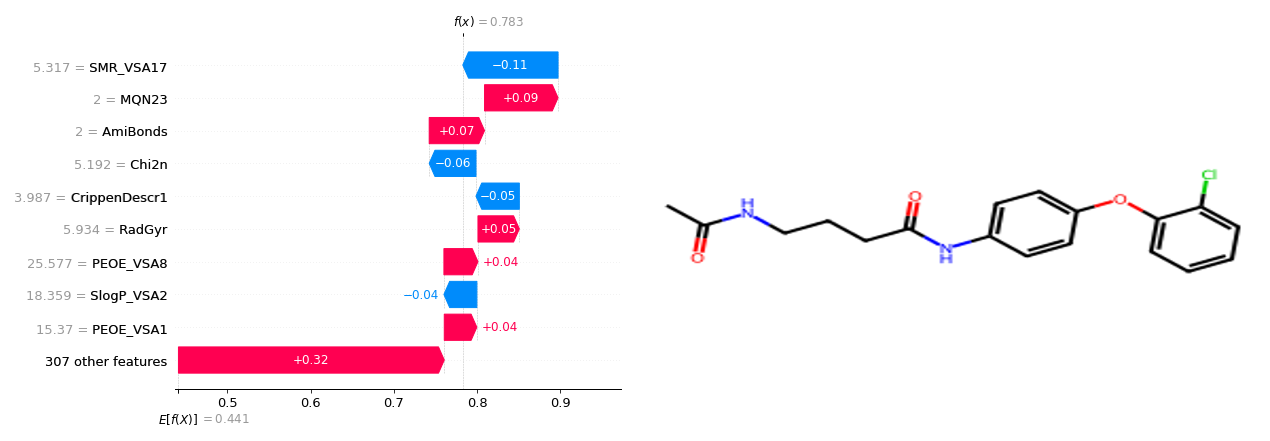 f(x) = 0.783
5.317 = SMR_VSA17
−0.11
2 = MQN23
+0.09
2 = AmiBonds
+0.07
5.192 = Chi2n
−0.06
3.987 = CrippenDescr1
−0.05
5.934 = RadGyr
+0.05
25.577 = PEOE_VSA8
+0.04
18.359 = SlogP_VSA2
−0.04
15.37 = PEOE_VSA1
+0.04
307 other features
+0.32
0.5 0.6 0.7 0.8 0.9
E[f(X)] = 0.441
Cl
O
O
H
N
N
H
O